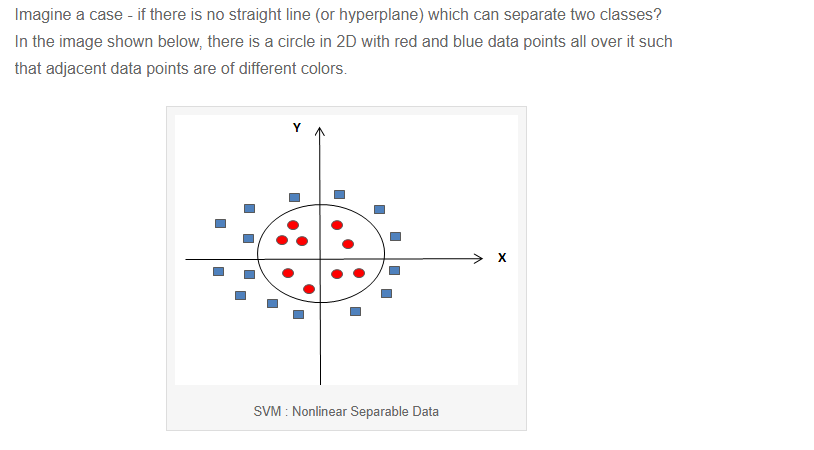 Imagine a case - if there is no straight line (or hyperplane) which can separate two classes?
In the image shown below, there is a circle in 2D with red and blue data points all over it such
that adjacent data points are of different colors.
Y
X
SVM : Nonlinear Separable Data